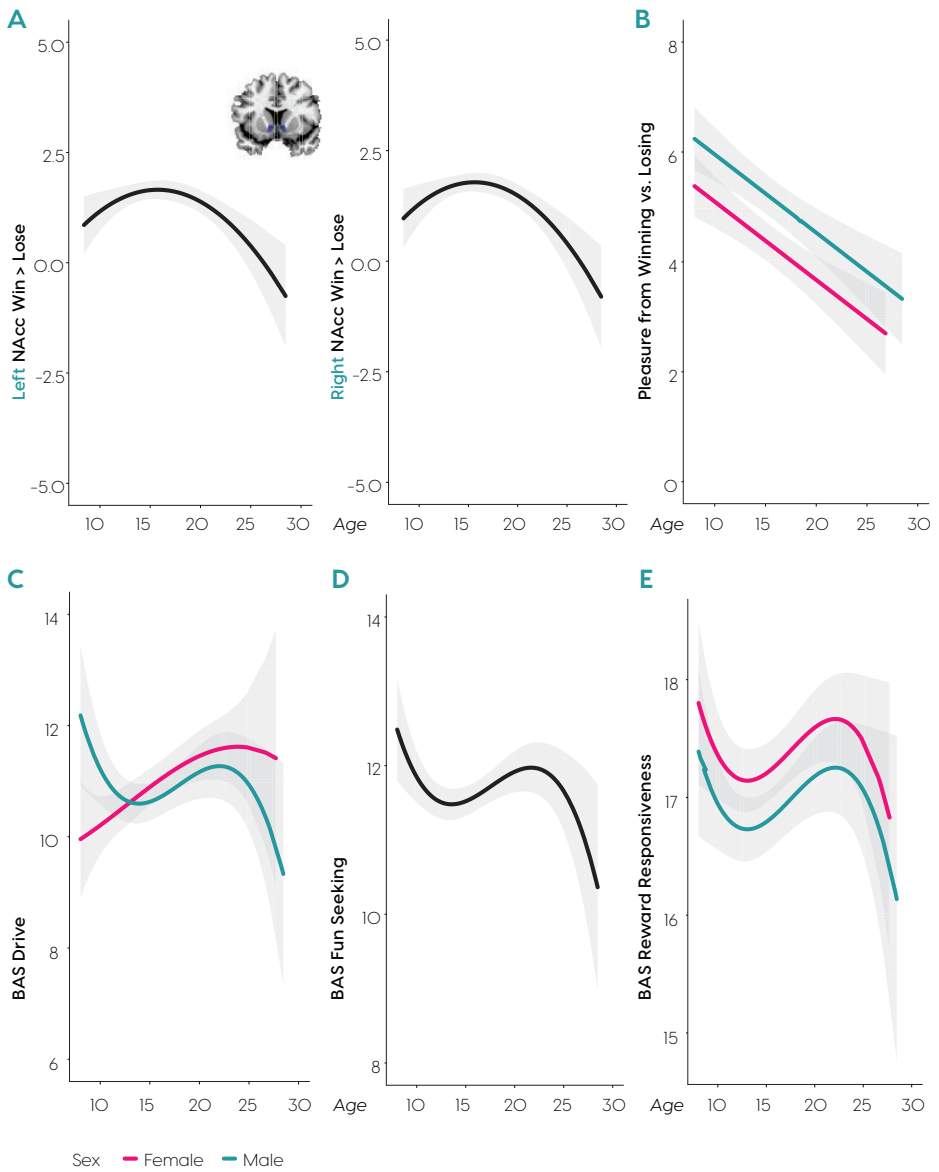 A
B
5.0
5.0
8
2.5
2.5
6
0.0
0.0
4
-2.5
-2.5
2
-5.0
-5.0
0
Left NAcc Win > Lose
Right NAcc Win > Lose
Pleasure from Winning vs. Losing
10 15 20 25 30 Age 10 15 20 25 30 Age 10 15 20 25 30
C
D
E
14
12
10
8
6
BAS Drive
14
12
10
8
BAS Fun Seeking
18
17
16
15
BAS Reward Responsiveness
10 15 20 25 30 Age 10 15 20 25 30 Age 10 15 20 25 30
Sex Female Male